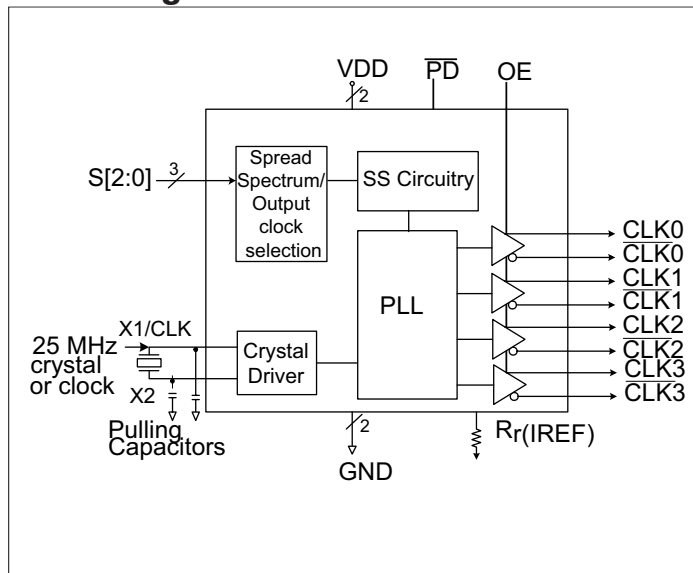 VDD
2
PD
OE
S[2:0]
3
Spread
Spectrum/
Output
clock
selection
SS Circuitry
PLL
CLK0
CLK0
CLK1
CLK1
CLK2
CLK2
CLK3
CLK3
X1/CLK
25 MHz
crystal
or clock
X2
Crystal
Driver
Pulling
Capacitors
2
GND
Rr(IREF)